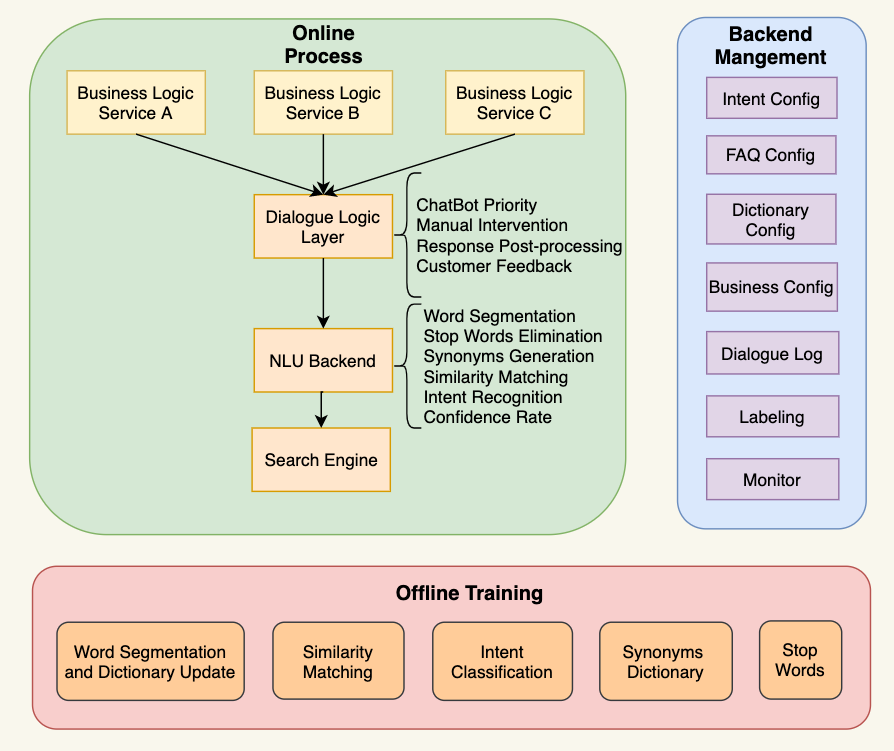 Online
Process
Business Logic
Service A
Business Logic
Service B
Business Logic
Service C
Dialogue Logic
Layer
ChatBot Priority
Manual Intervention
Response Post-processing
Customer Feedback
NLU Backend
Word Segmentation
Stop Words Elimination
Synonyms Generation
Similarity Matching
Intent Recognition
Confidence Rate
Search Engine
Backend
Mangement
Intent Config
FAQ Config
Dictionary
Config
Business Config
Dialogue Log
Labeling
Monitor
Offline Training
Word Segmentation
and Dictionary Update
Similarity
Matching
Intent
Classification
Synonyms
Dictionary
Stop
Words